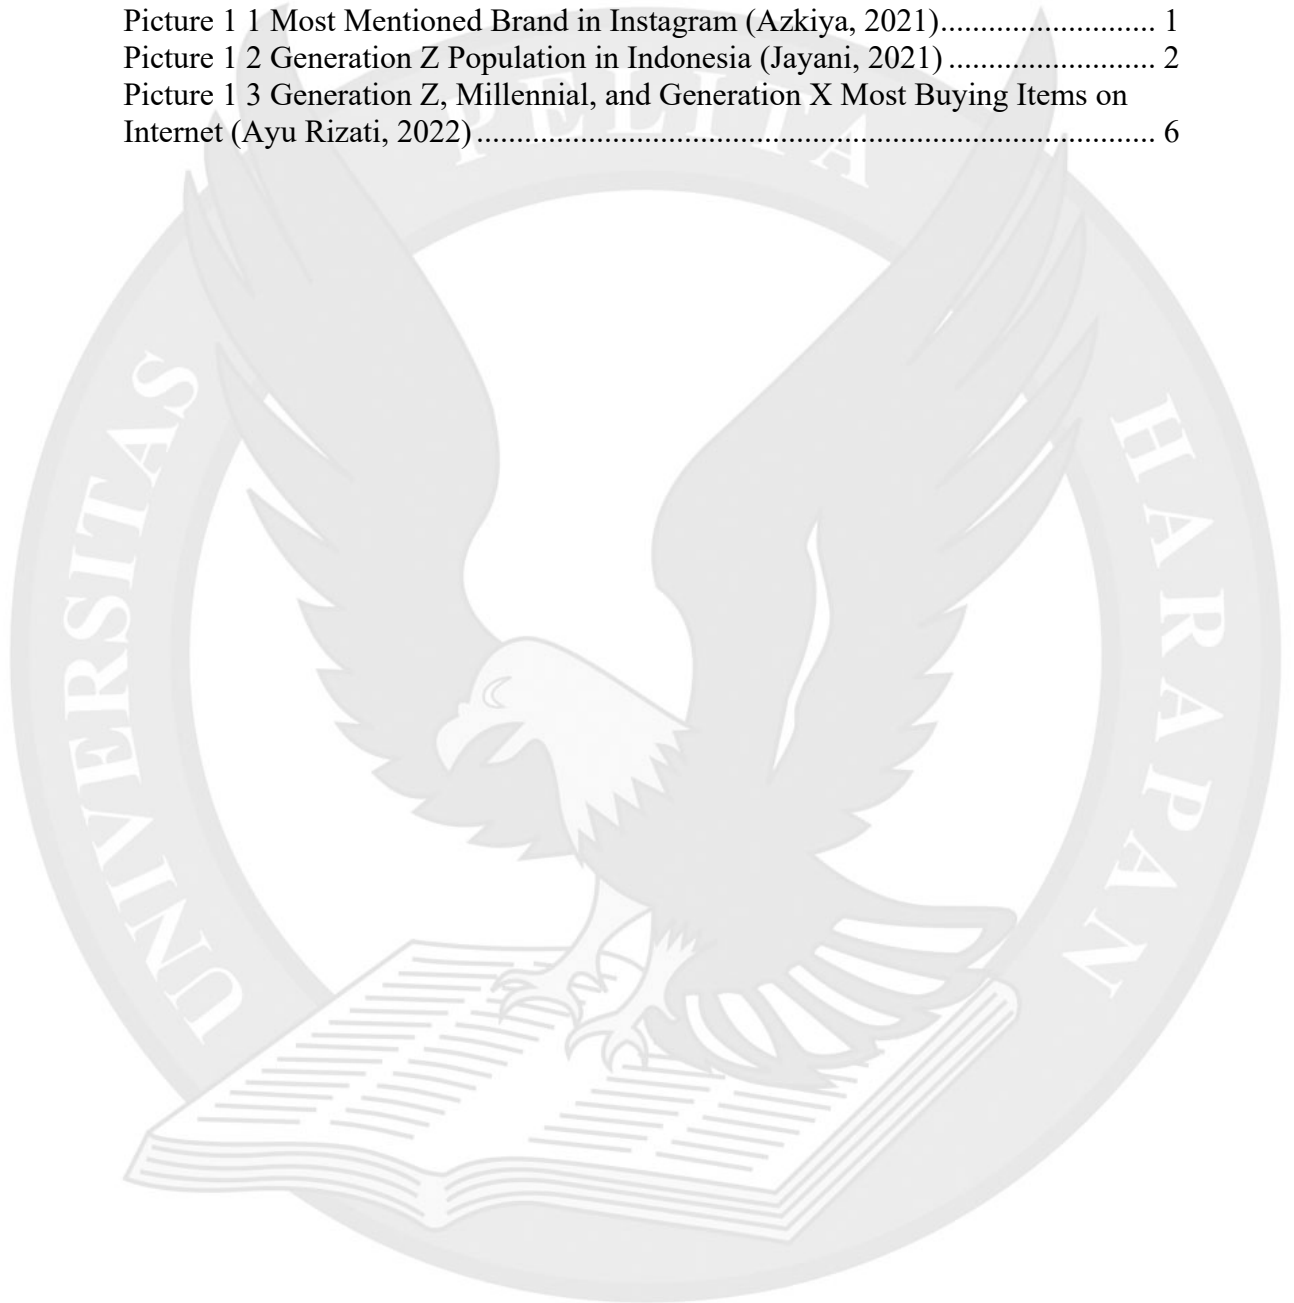 Picture 1 1 Most Mentioned Brand in Instagram (Azkiya, 2021).......................... 1
Picture 1 2 Generation Z Population in Indonesia (Jayani, 2021) ......................... 2
Picture 1 3 Generation Z, Millennial, and Generation X Most Buying Items on
Internet (Ayu Rizati, 2022) .................................................................................. 6
UNIVERSITAS
PELITA
HARAPAN